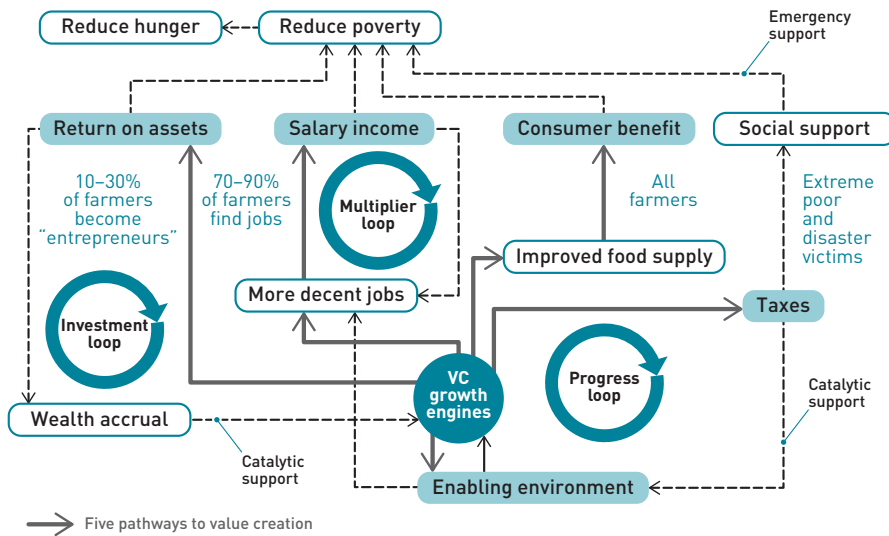 Emergency
support
Reduce hunger
Reduce poverty
Return on assets
Salary income
Consumer benefit
Social support
10–30%
of farmers
become
“entrepreneurs”
70–90%
of farmers
find jobs
Multiplier
loop
All
farmers
Extreme
poor
and
disaster
victims
Improved food supply
More decent jobs
Taxes
Investment
loop
VC
growth
engines
Progress
loop
Wealth accrual
Catalytic
support
Catalytic
support
Enabling environment
Five pathways to value creation